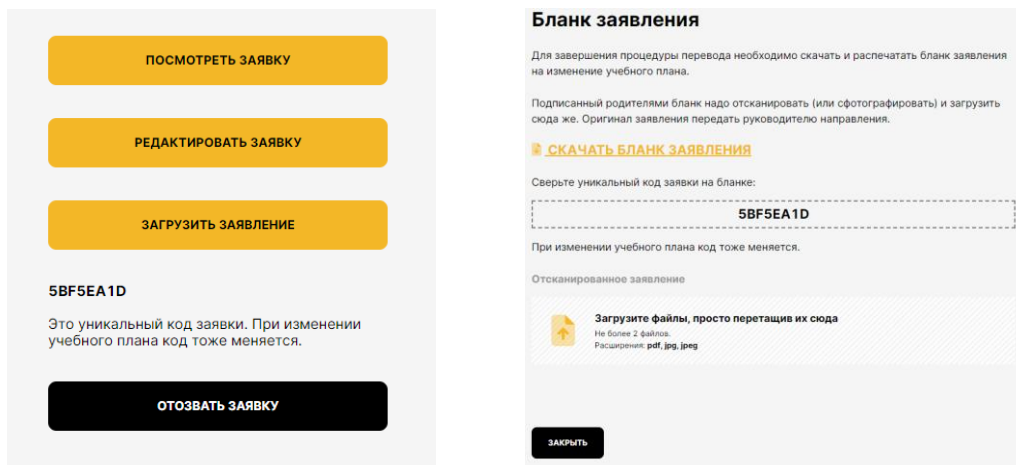 ПОСМОТРЕТЬ ЗАЯВКУ
РЕДАКТИРОВАТЬ ЗАЯВКУ
ЗАГРУЗИТЬ ЗАЯВЛЕНИЕ
5BF5EA1D
Это уникальный код заявки. При изменении
учебного плана код тоже меняется.
ОТОЗВАТЬ ЗАЯВКУ
Бланк заявления
Для завершения процедуры перевода необходимо скачать и распечатать бланк заявления
на изменение учебного плана.
Подписанный родителями бланк надо отсканировать (или сфотографировать) и загрузить
сюда же. Оригинал заявления передать руководителю направления.
СКАЧАТЬ БЛАНК ЗАЯВЛЕНИЯ
Сверьте уникальный код заявки на бланке:
5BF5EA1D
При изменении учебного плана код тоже меняется.
Отсканированное заявление
Загрузите файлы, просто перетащив их сюда
Не более 2 файлов.
Расширения: pdf, jpg, jpeg
ЗАКРЫТЬ